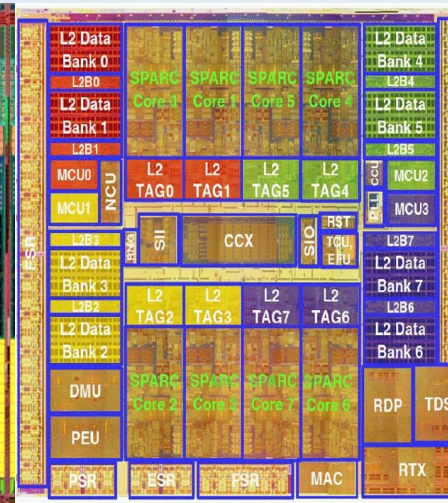 L2 Data
Bank 0
L2B0
L2 Data
Bank 1
L2B1
MCU0
NCU
MCU1
SPARC
Core 0
SPARC
Core 1
SPARC
Core 5
SPARC
Core 4
L2
TAG0
L2
TAG1
L2
TAG5
L2
TAG4
L2 Data
Bank 4
L2B4
L2 Data
Bank 5
L2B5
CCU
MCU2
PLL
MCU3
FSR
L2B3
L2 Data
Bank 3
L2B2
L2 Data
Bank 2
RNG
SII
CCX
SIO
RST
TCU,
EFU
L2B7
L2 Data
Bank 7
L2B6
L2 Data
Bank 6
L2
TAG2
L2
TAG3
L2
TAG7
L2
TAG6
SPARC
Core 2
SPARC
Core 3
SPARC
Core 7
SPARC
Core 6
DMU
PEU
RDP
TDS
RTX
PSR
ESR
FSR
MAC